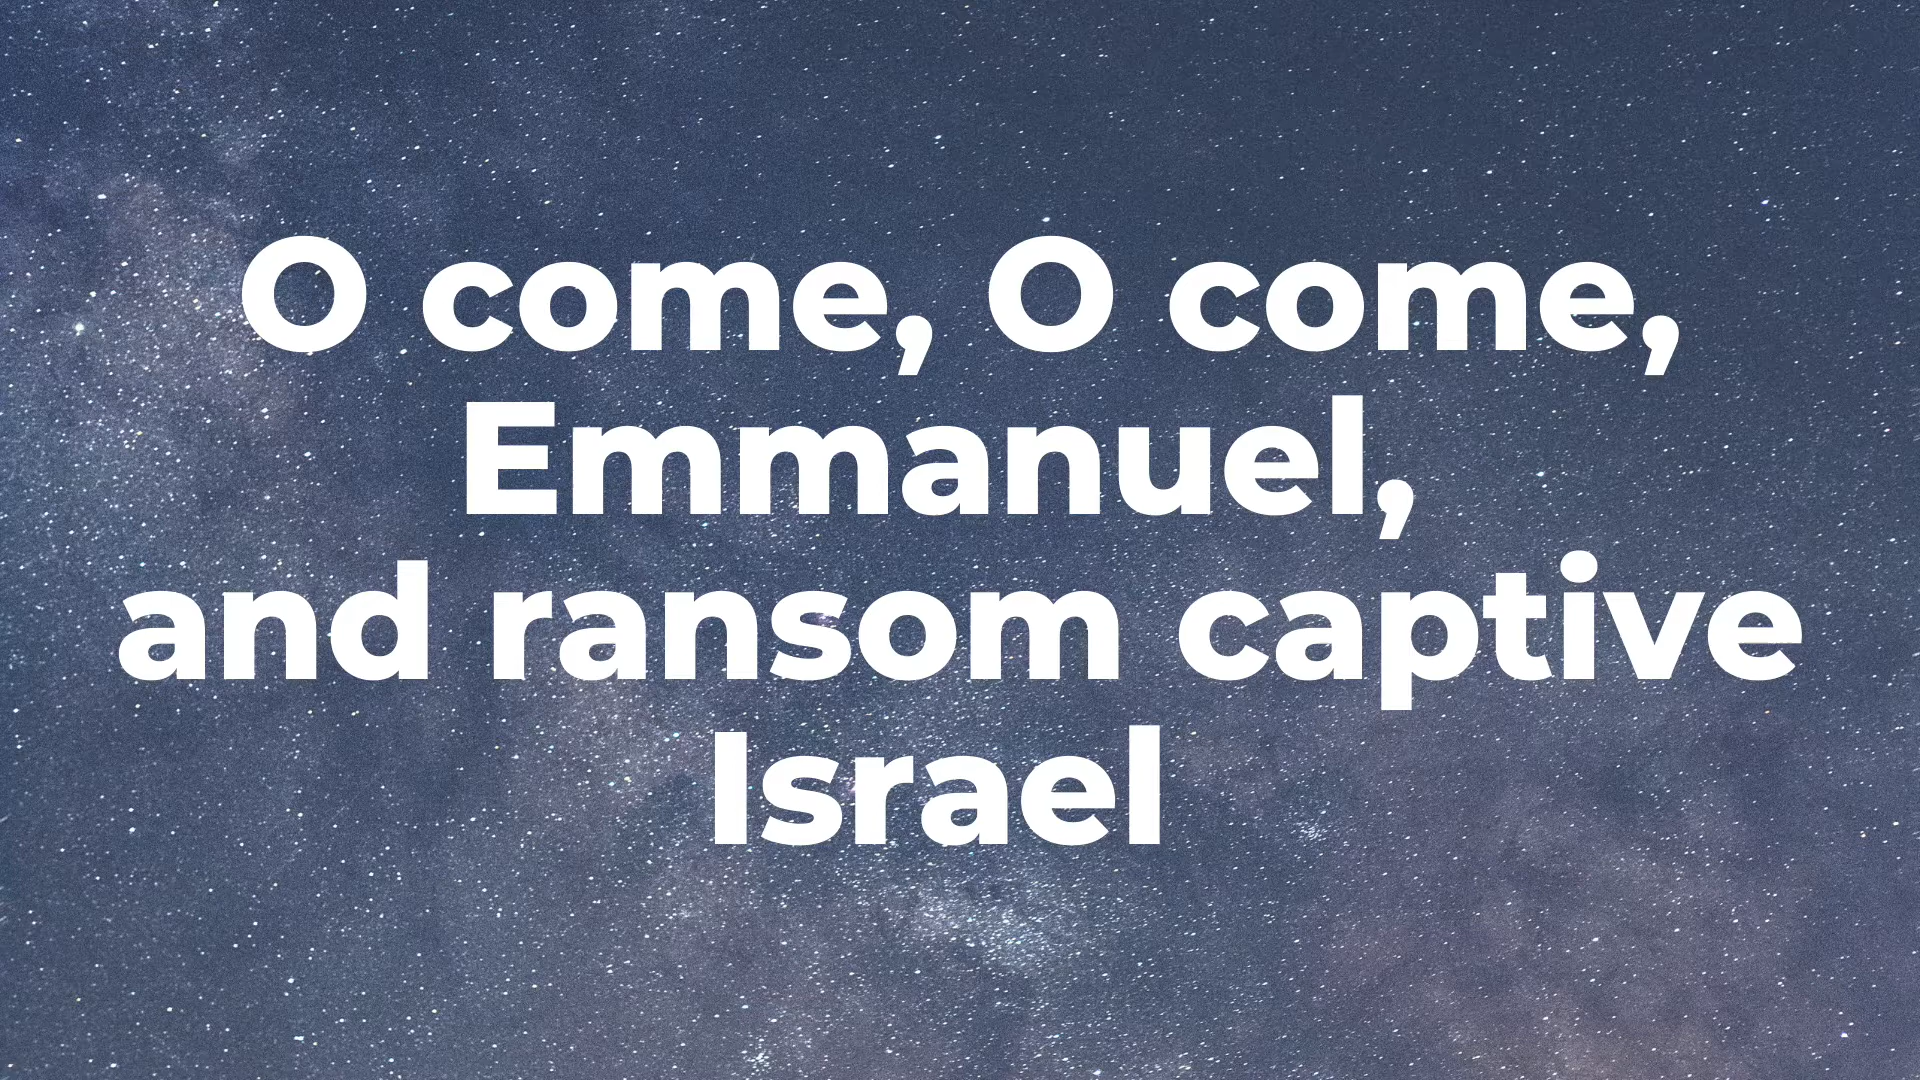 O come, O come,
Emmanuel,
and ransom captive
Israel